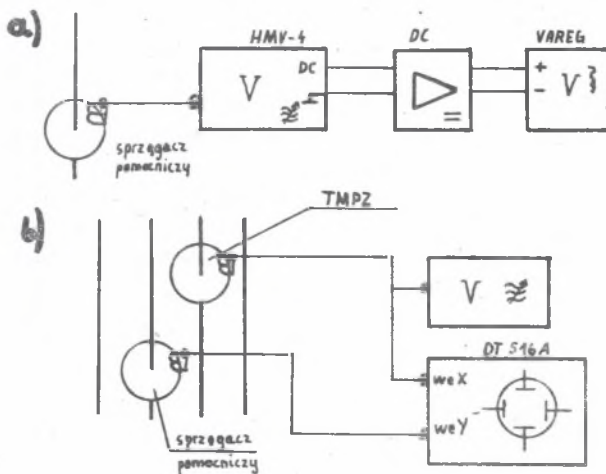 a)
HMV-4
DC
VAREG
V
DC
+
-
V
sprzęgacz
pomocniczy
b)
TMPZ
V
DT 516A
we X
we Y
sprzęgacz
pomocniczy